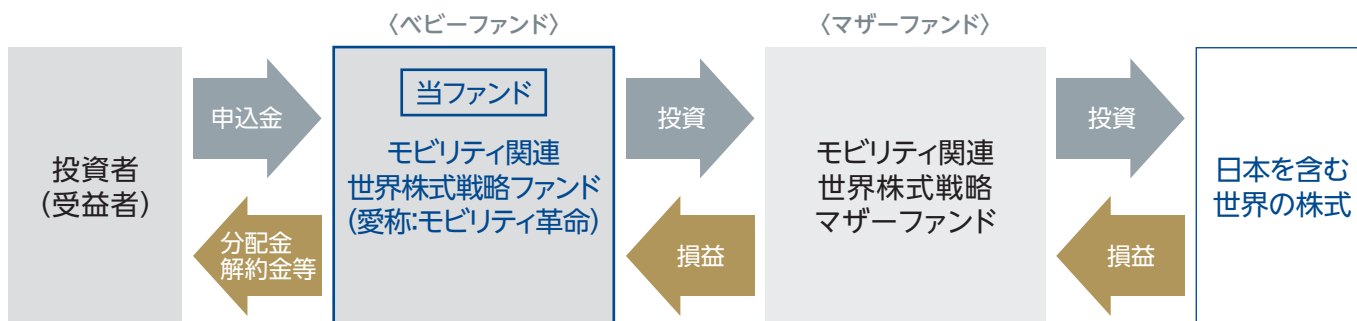 〈ベビーファンド〉
〈マザーファンド〉
投資者
(受益者)
申込金
分配金
解約金等
当ファンド
モビリティ関連
世界株式戦略ファンド
(愛称:モビリティ革命)
投資
損益
モビリティ関連
世界株式戦略
マザーファンド
投資
損益
日本を含む
世界の株式